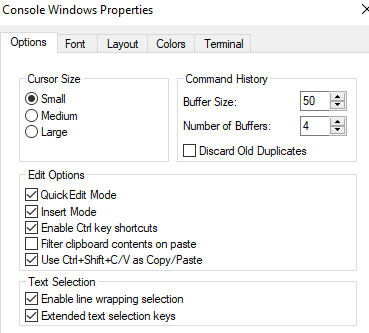 Console Windows Properties
Options Font Layout Colors Terminal
Cursor Size
Small
Medium
Large
Command History
Buffer Size: 50
Number of Buffers: 4
Discard Old Duplicates
Edit Options
QuickEdit Mode
Insert Mode
Enable Ctrl key shortcuts
Filter clipboard contents on paste
Use Ctrl+Shift+C/V as Copy/Paste
Text Selection
Enable line wrapping selection
Extended text selection keys